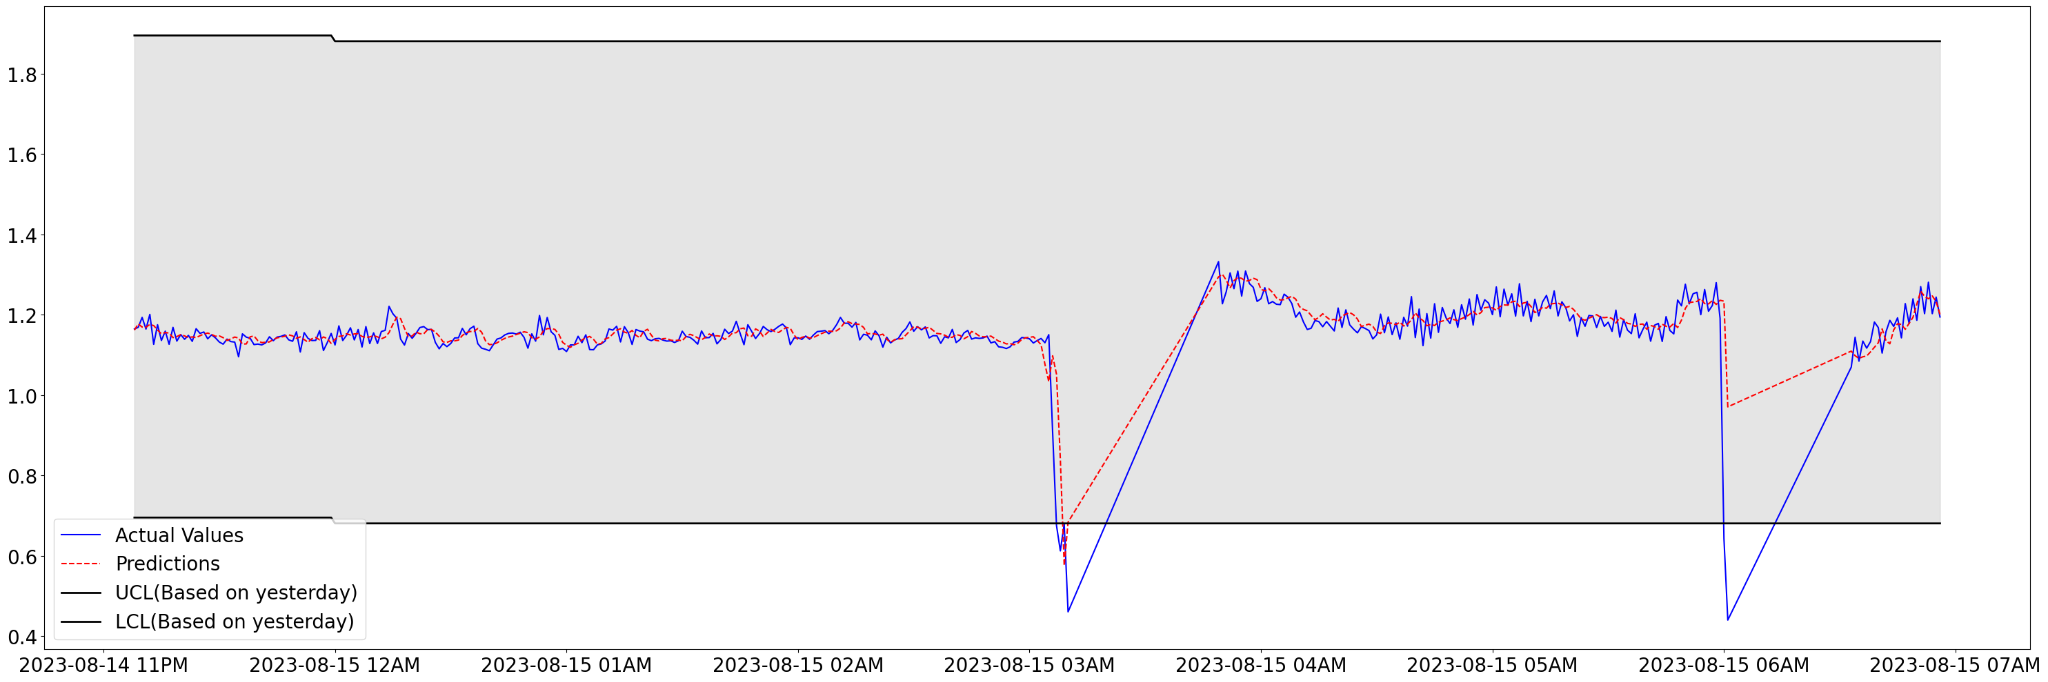 1.8
1.6
1.4
1.2
1.0
0.8
0.6
0.4
Actual Values
Predictions
UCL(Based on yesterday)
LCL(Based on yesterday)
2023-08-14 11PM
2023-08-15 12AM
2023-08-15 01AM
2023-08-15 02AM
2023-08-15 03AM
2023-08-15 04AM
2023-08-15 05AM
2023-08-15 06AM
2023-08-15 07AM